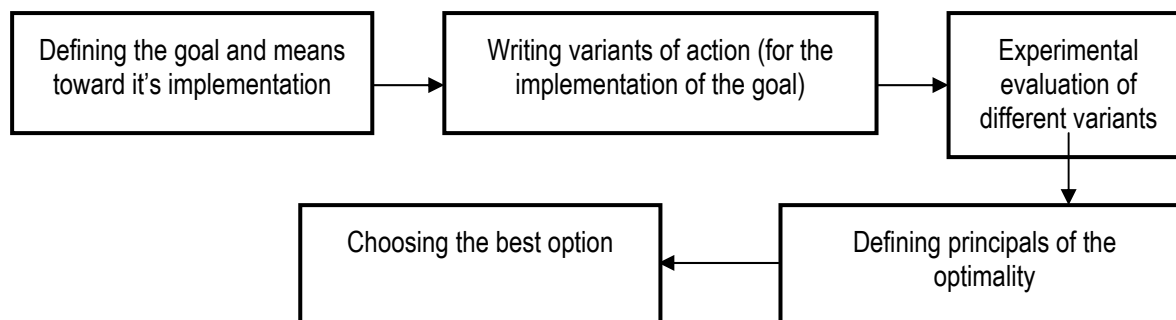 Defining the goal and means
toward it's implementation
Writing variants of action (for the
implementation of the goal)
Experimental
evaluation of
different variants
Defining principals of the
optimality
Choosing the best option